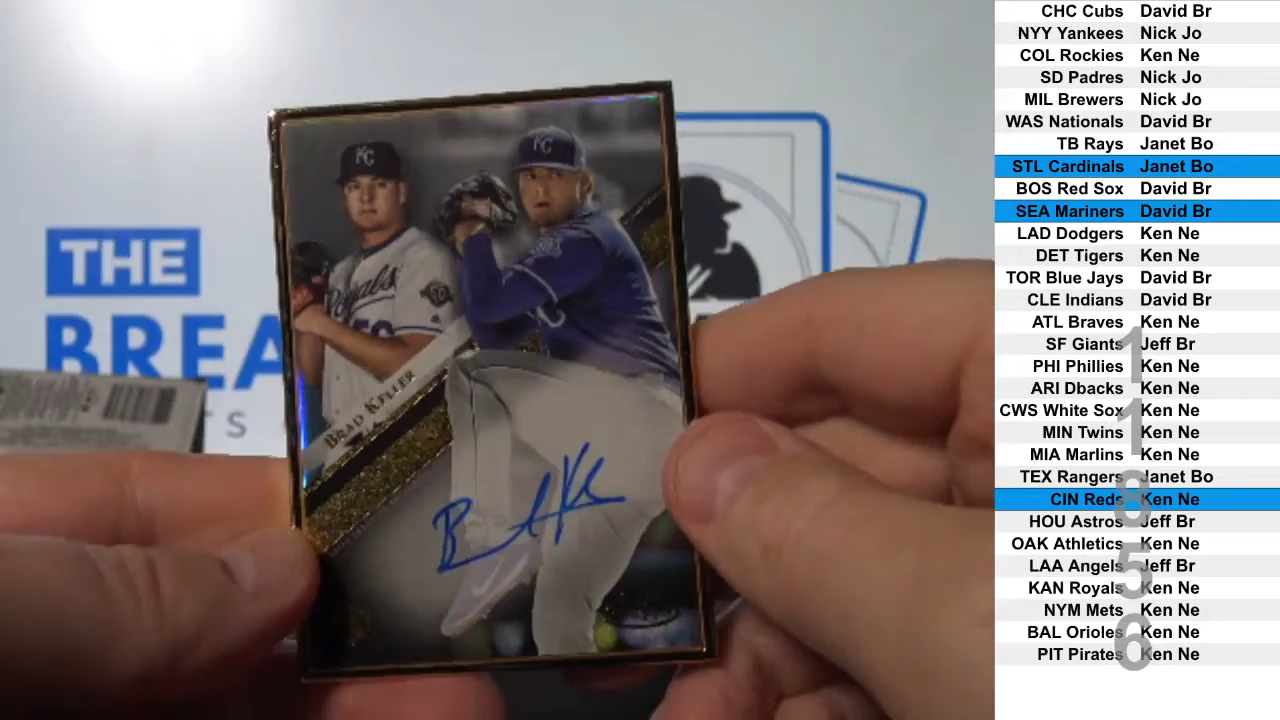 THE
BREA
S
KC
KC
Royals
BRAD KELLER
CHC Cubs David Br
NYY Yankees Nick Jo
COL Rockies Ken Ne
SD Padres Nick Jo
MIL Brewers Nick Jo
WAS Nationals David Br
TB Rays Janet Bo
STL Cardinals Janet Bo
BOS Red Sox David Br
SEA Mariners David Br
LAD Dodgers Ken Ne
DET Tigers Ken Ne
TOR Blue Jays David Br
CLE Indians David Br
ATL Braves Ken Ne
SF Giants Jeff Br
PHI Phillies Ken Ne
ARI Dbacks Ken Ne
CWS White Sox Ken Ne
MIN Twins Ken Ne
MIA Marlins Ken Ne
TEX Rangers Janet Bo
CIN Reds Ken Ne
HOU Astros Jeff Br
OAK Athletics Ken Ne
LAA Angels Jeff Br
KAN Royals Ken Ne
NYM Mets Ken Ne
BAL Orioles Ken Ne
PIT Pirates Ken Ne
1
1
8
5
6